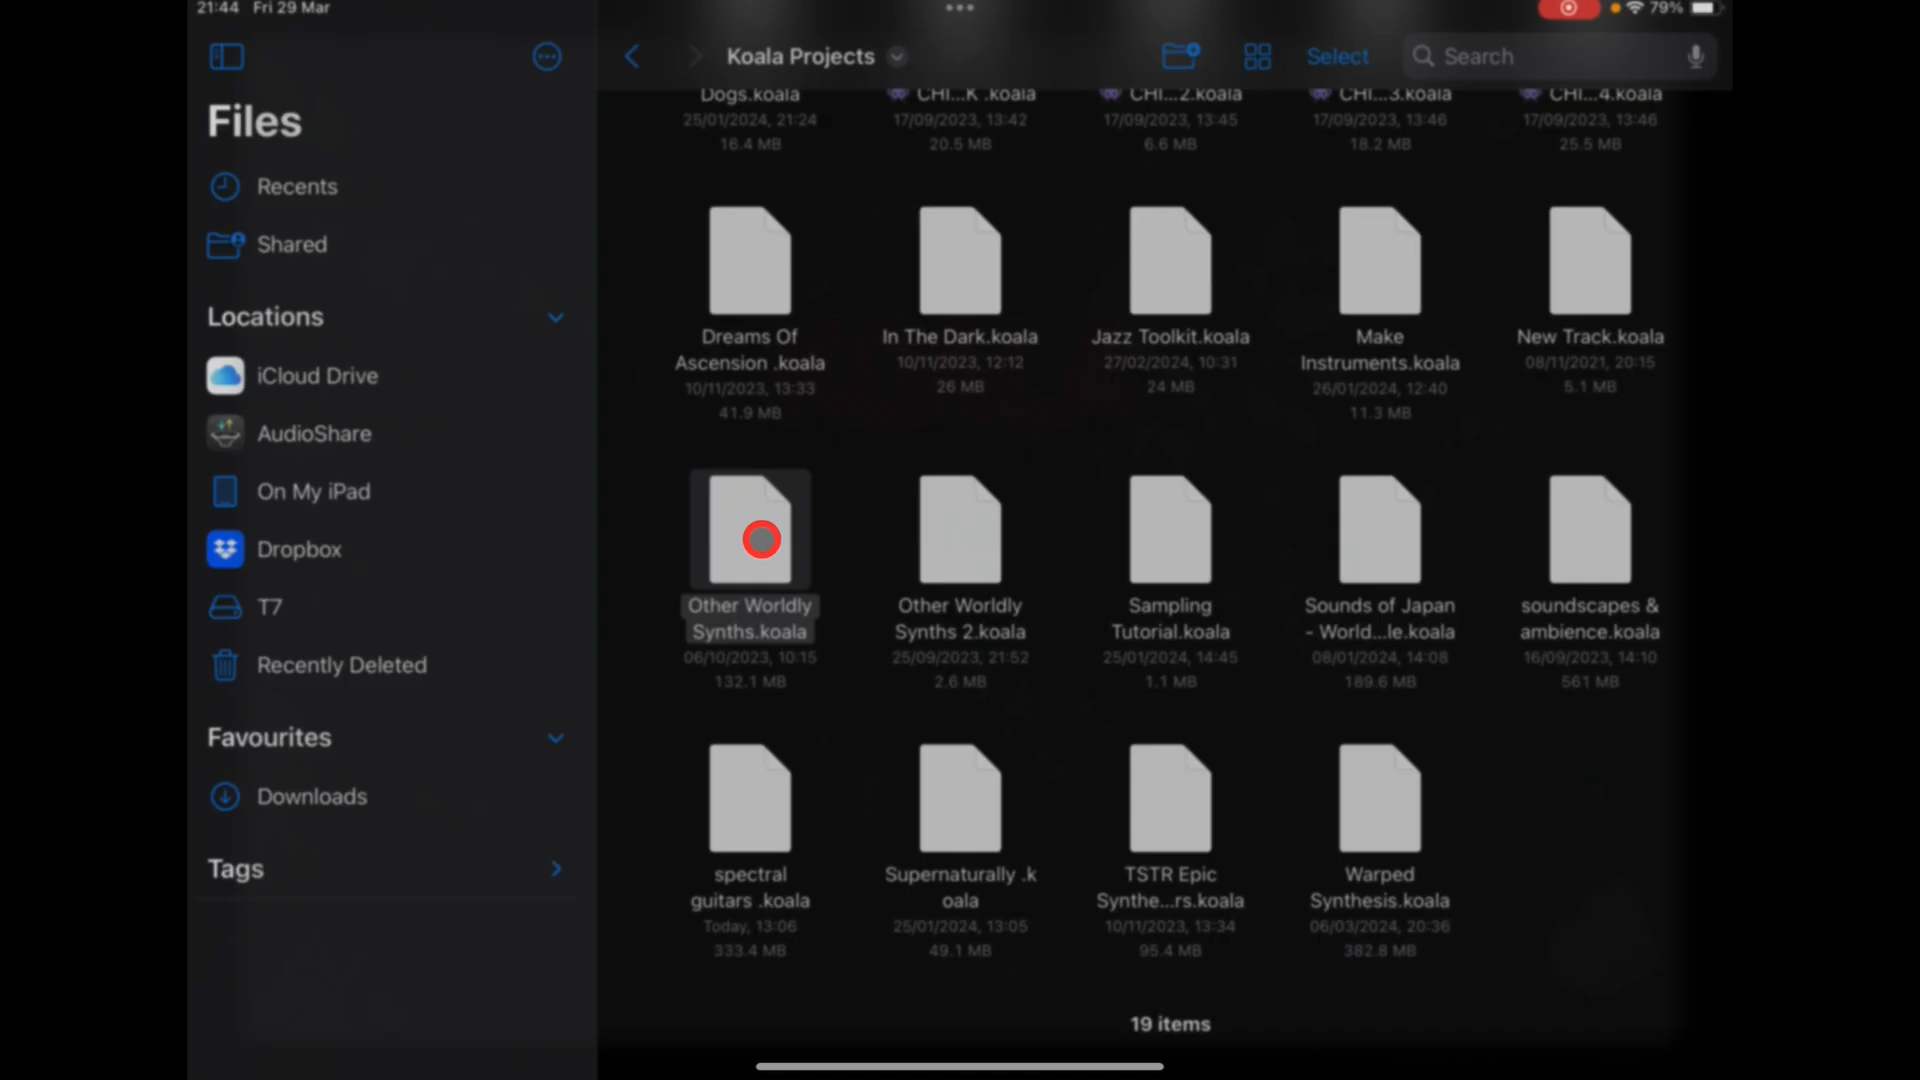 21:44 Fri 29 Mar
79%
Files
Recents
Shared
Locations
iCloud Drive
AudioShare
On My iPad
Dropbox
T7
Recently Deleted
Favourites
Downloads
Tags
Koala Projects
Select
Search
Dogs.koala
25/01/2024, 21:24
16.4 MB
CHI...K .koala
17/09/2023, 13:42
20.5 MB
CHI...2.koala
17/09/2023, 13:45
6.6 MB
CHI...3.koala
17/09/2023, 13:46
18.2 MB
CHI...4.koala
17/09/2023, 13:46
25.5 MB
Dreams Of
Ascension .koala
10/11/2023, 13:33
41.9 MB
In The Dark.koala
10/11/2023, 12:12
26 MB
Jazz Toolkit.koala
27/02/2024, 10:31
24 MB
Make
Instruments.koala
26/01/2024, 12:40
11.3 MB
New Track.koala
08/11/2021, 20:15
5.1 MB
Other Worldly
Synths.koala
06/10/2023, 10:15
132.1 MB
Other Worldly
Synths 2.koala
25/09/2023, 21:52
2.6 MB
Sampling
Tutorial.koala
25/01/2024, 14:45
1.1 MB
Sounds of Japan
- World...le.koala
08/01/2024, 14:08
189.6 MB
soundscapes &
ambience.koala
16/09/2023, 14:10
561 MB
spectral
guitars .koala
Today, 13:06
333.4 MB
Supernaturally .k
oala
25/01/2024, 13:05
49.1 MB
TSTR Epic
Synthe...rs.koala
10/11/2023, 13:34
95.4 MB
Warped
Synthesis.koala
06/03/2024, 20:36
382.8 MB
19 items